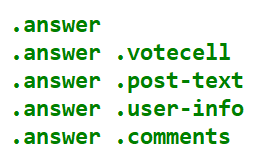 .answer
.answer .votecell
.answer .post-text
.answer .user-info
.answer .comments